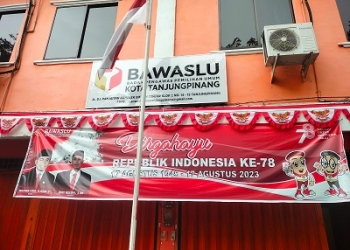 BAWASLU
BADAN PENGAWAS PEMILIHAN UMUM
KOTA TANJUNGPINANG
BAWASLU
Dirgahayu
REPUBLIK INDONESIA KE-78
17 AGUSTUS 1945 - 17 AGUSTUS 2023